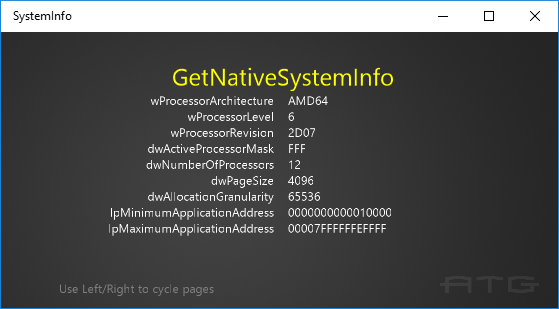 SystemInfo
GetNativeSystemInfo
wProcessorArchitecture AMD64
wProcessorLevel 6
wProcessorRevision 2D07
dwActiveProcessorMask FFF
dwNumberOfProcessors 12
dwPageSize 4096
dwAllocationGranularity 65536
lpMinimumApplicationAddress 0000000000010000
lpMaximumApplicationAddress 00007FFFFFFEFFFF
Use Left/Right to cycle pages
ATG